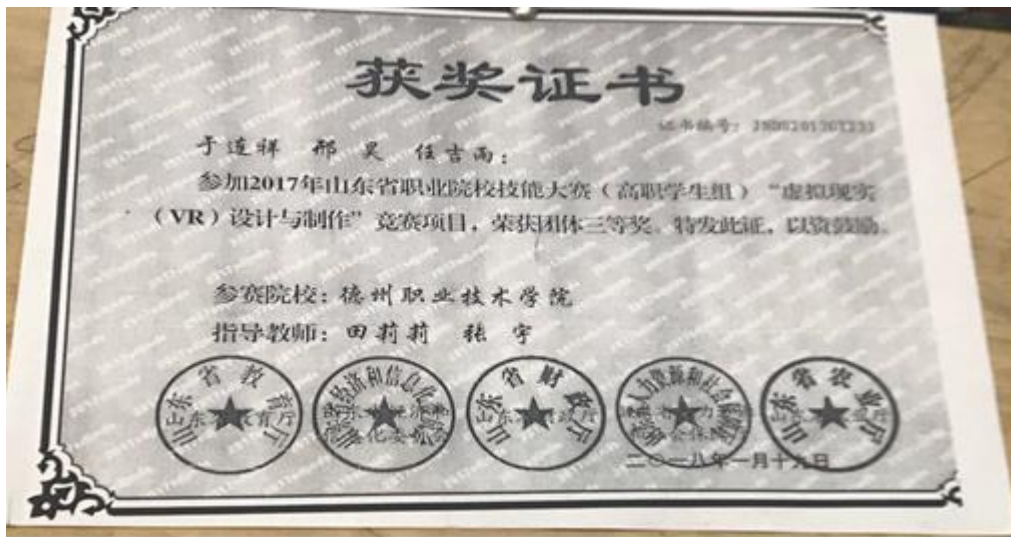 获奖证书
证书编号:
于连祥 邢昊 任吉雨:
参加2017年山东省职业院校技能大赛(高职学生组)“虚拟现实
(VR)设计与制作”竞赛项目,荣获团体三等奖。特发此证,以资鼓励。
参赛院校:德州职业技术学院
指导教师:田莉莉 张宇
山东省教育厅
山东省财政厅
山东省农业厅
二〇一八年一月十九日